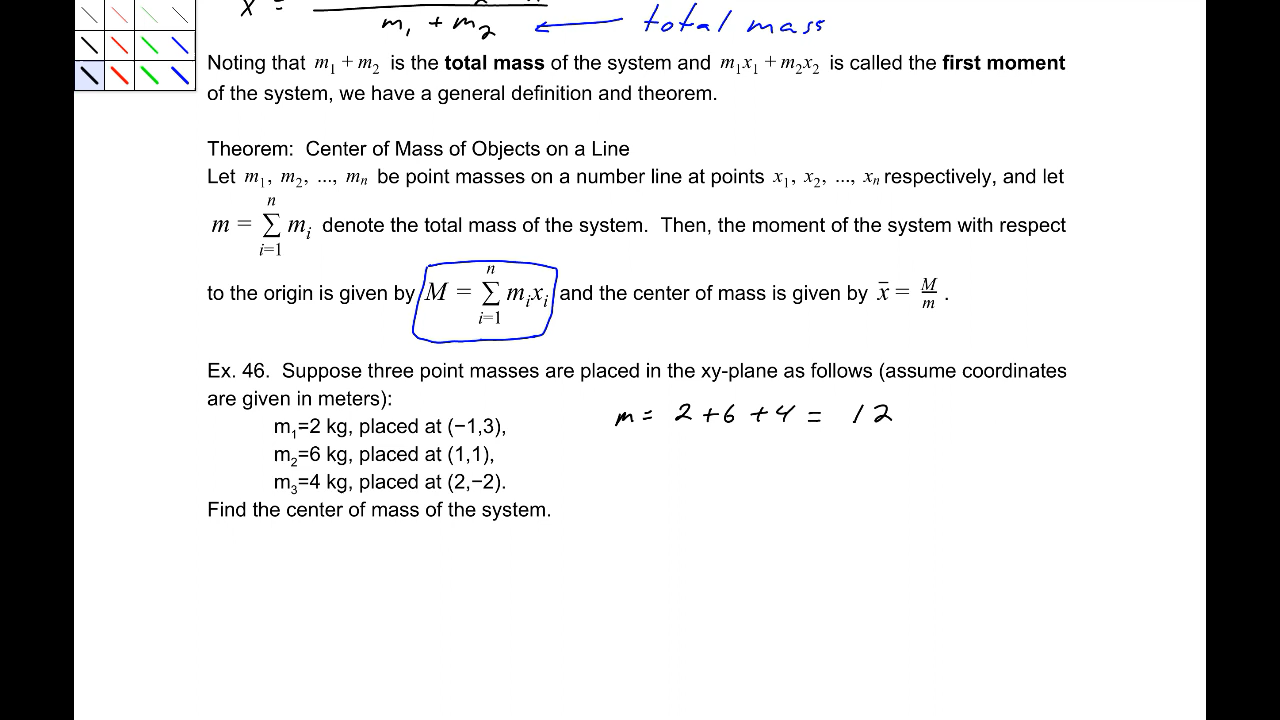 x =
m₁ + m₂ ← total mass
Noting that m₁ + m₂ is the total mass of the system and m₁x₁ + m₂x₂ is called the first moment
of the system, we have a general definition and theorem.
Theorem: Center of Mass of Objects on a Line
Let m₁, m₂, ..., mₙ be point masses on a number line at points x₁, x₂, ..., xₙ respectively, and let
m = ∑ⁿᵢ₌₁ mᵢ denote the total mass of the system. Then, the moment of the system with respect
to the origin is given by M = ∑ⁿᵢ₌₁ mᵢxᵢ and the center of mass is given by x̄ = M/m .
Ex. 46. Suppose three point masses are placed in the xy-plane as follows (assume coordinates
are given in meters):
m = 2 + 6 + 4 = 12
m₁=2 kg, placed at (−1,3),
m₂=6 kg, placed at (1,1),
m₃=4 kg, placed at (2,−2).
Find the center of mass of the system.